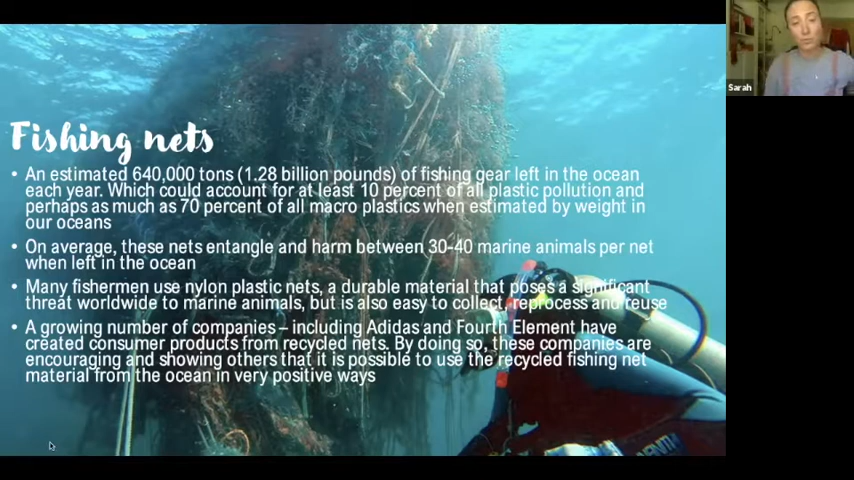 Fishing nets
• An estimated 640,000 tons (1.28 billion pounds) of fishing gear left in the ocean
each year. Which could account for at least 10 percent of all plastic pollution and
perhaps as much as 70 percent of all macro plastics when estimated by weight in
our oceans
• On average, these nets entangle and harm between 30-40 marine animals per net
when left in the ocean
• Many fishermen use nylon plastic nets, a durable material that poses a significant
threat worldwide to marine animals, but is also easy to collect, reprocess and reuse
• A growing number of companies – including Adidas and Fourth Element have
created consumer products from recycled nets. By doing so, these companies are
encouraging and showing others that it is possible to use the recycled fishing net
material from the ocean in very positive ways
Sarah